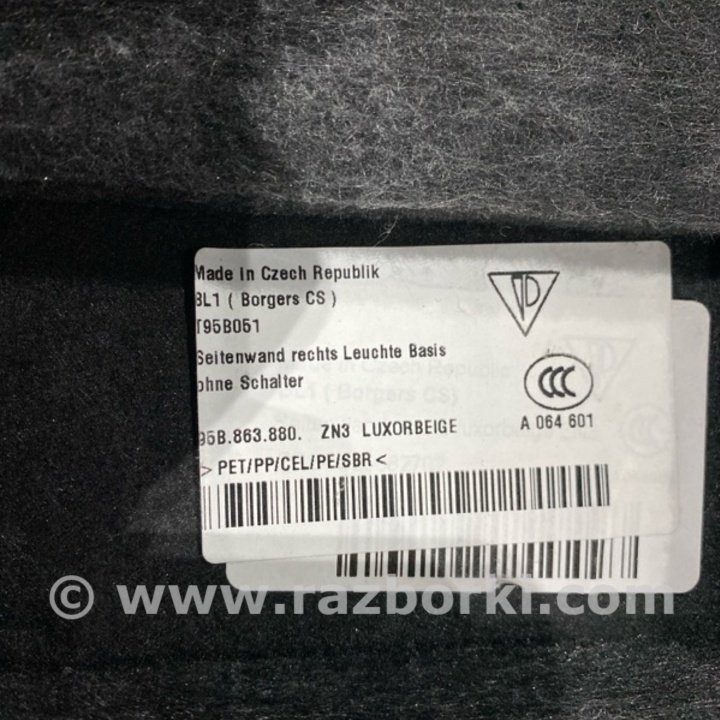 Made In Czech Republik
BL1 ( Borgers CS )
T95B051
Seitenwand rechts Leuchte Basis
ohne Schalter
95B.863.880. ZN3 LUXORBEIGE
A 064 601
> PET/PP/CEL/PE/SBR <
CCC
© www.razborki.com